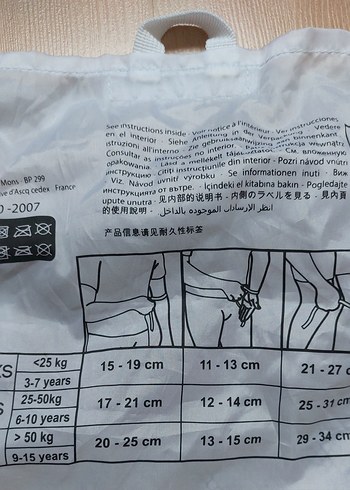 See instructions inside - Voir notice à l'intérieur - Ver instrucciones
en el interior - Siehe Anleitung in der Verpackung - Vedere
istruzioni all'interno - Zie gebruiksaanwijzing aan binnenkant
Consultar as instruções no interior -
opakowania - Lásd a mellékelt tájékoztatót - См. вложенную
инструкцию - Citiți instrucțiunile din interior - Pozri návod vnútri
- Viz. Návod uvnitř výrobku - Se informationen inuti - Виж
инструкцията от вътре. - İçindeki el kitabına bakın - Pogledajte
upute unutra - 见内部的说明书 - 内側のラベルを見る - 見內頁
的使用說明 - انظر الإرسادات الموجوده بالداخل
产品信息请见耐久性标签
Mons - BP 299
d'Ascq cedex France
-2007
<25 kg
3-7 years
15 - 19 cm
11 - 13 cm
21 - 27
25-50kg
6-10 years
17 - 21 cm
12 - 14 cm
25 - 31 cm
> 50 kg
9-15 years
20 - 25 cm
13 - 15 cm
29 - 34 cm